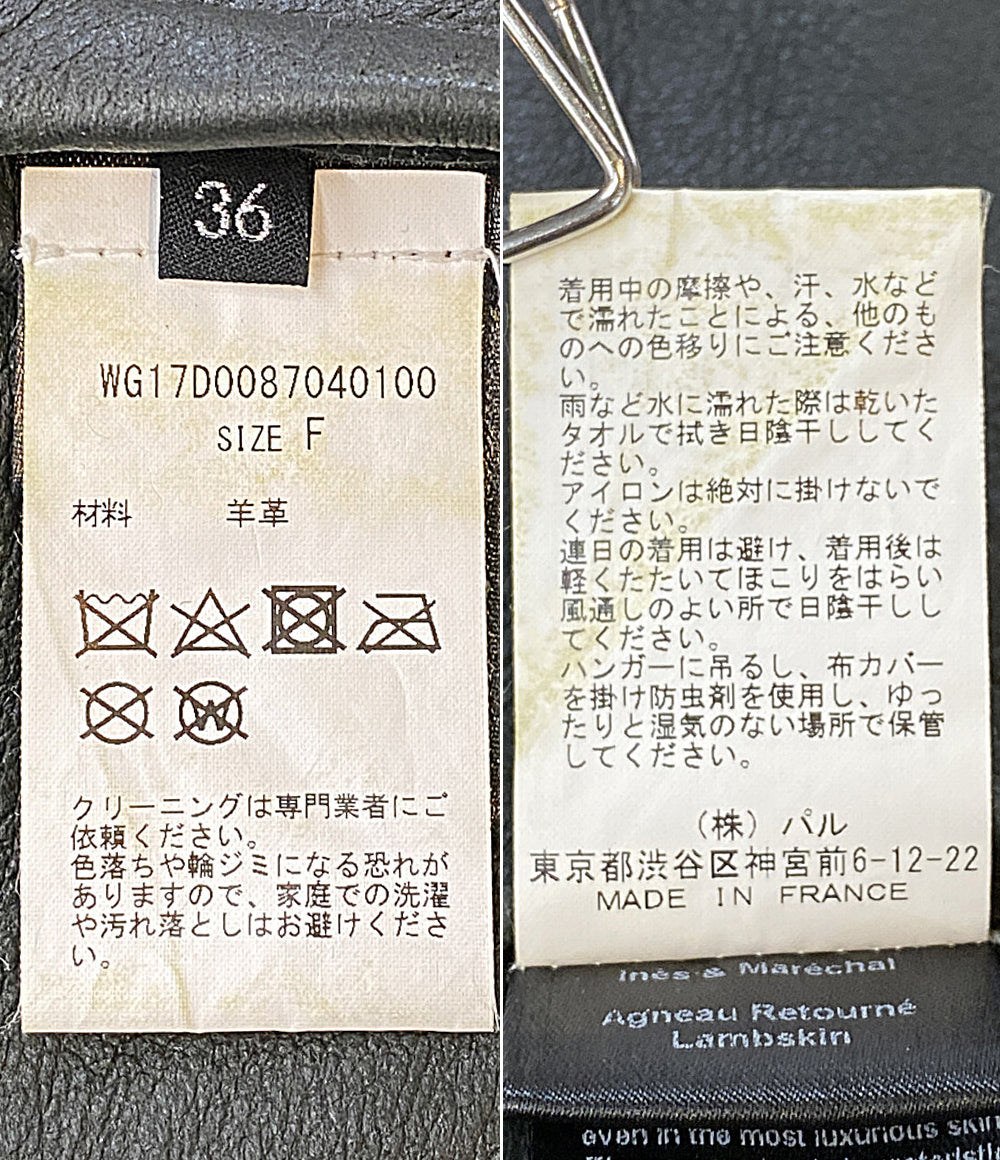 36
WG17D0087040100
SIZE F
材料 羊革
W
クリーニングは専門業者にご
依頼ください。
色落ちや輪ジミになる恐れが
ありますので、家庭での洗濯
や汚れ落としはお避けくださ
い。
着用中の摩擦や、汗、水など
で濡れたことによる、他のも
のへの色移りにご注意くださ
い。
雨など水に濡れた際は乾いた
タオルで拭き日陰干ししてく
ださい。
アイロンは絶対に掛けないで
ください。
連日の着用は避け、着用後は
軽くたたいてほこりをはらい
風通しのよい所で日陰干しし
てください。
ハンガーに吊るし、布カバー
を掛け防虫剤を使用し、ゆっ
たりと湿気のない場所で保管
してください。
(株) パル
東京都渋谷区神宮前6-12-22
MADE IN FRANCE
Inès & Maréchal
Agneau Retourné
Lambskin
even in the most luxurious skin